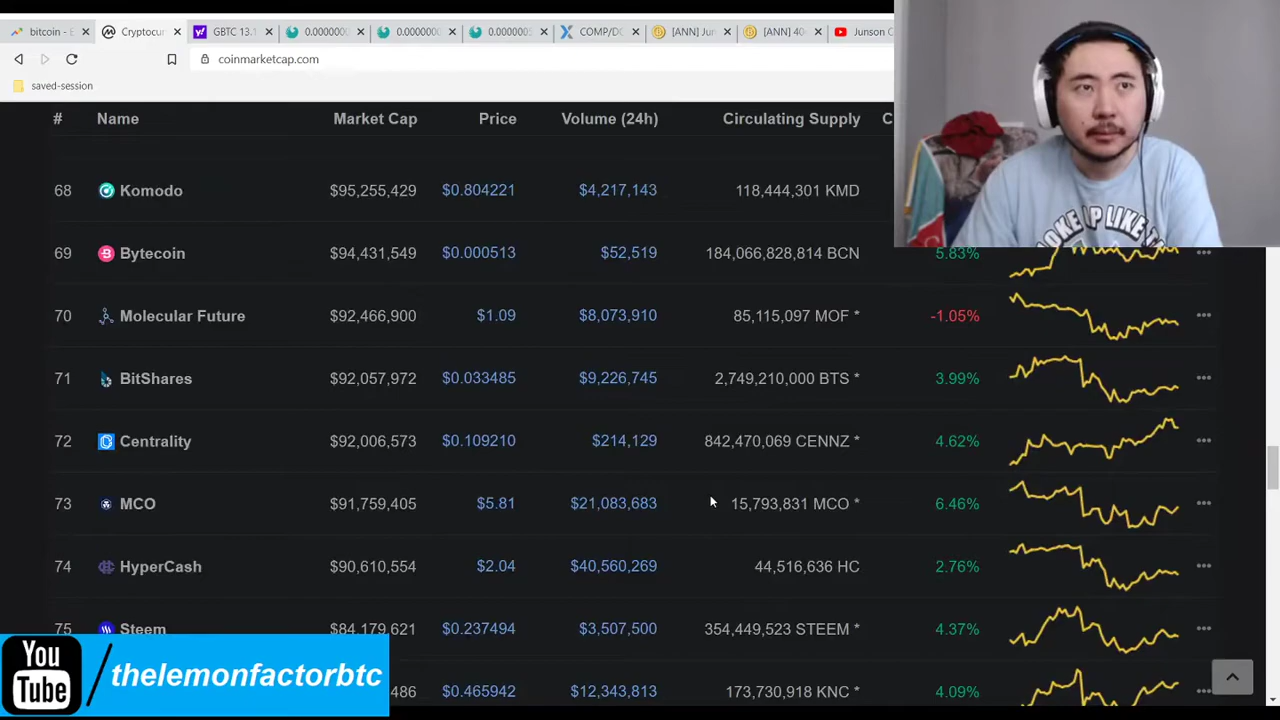 bitcoin - E
Cryptocur
GBTC 13.1
0.0000000
0.0000000
0.0000003
COMP/DO
[ANN] Jun
[ANN] 40
Junson C
coinmarketcap.com
saved-session
# Name Market Cap Price Volume (24h) Circulating Supply C
68 Komodo $95,255,429 $0.804221 $4,217,143 118,444,301 KMD
69 Bytecoin $94,431,549 $0.000513 $52,519 184,066,828,814 BCN 5.83%
70 Molecular Future $92,466,900 $1.09 $8,073,910 85,115,097 MOF * -1.05%
71 BitShares $92,057,972 $0.033485 $9,226,745 2,749,210,000 BTS * 3.99%
72 Centrality $92,006,573 $0.109210 $214,129 842,470,069 CENNZ * 4.62%
73 MCO $91,759,405 $5.81 $21,083,683 15,793,831 MCO * 6.46%
74 HyperCash $90,610,554 $2.04 $40,560,269 44,516,636 HC 2.76%
75 Steem $84,179,621 $0.237494 $3,507,500 354,449,523 STEEM * 4.37%
486 $0.465942 $12,343,813 173,730,918 KNC * 4.09%
You
Tube
/thelemonfactorbtc